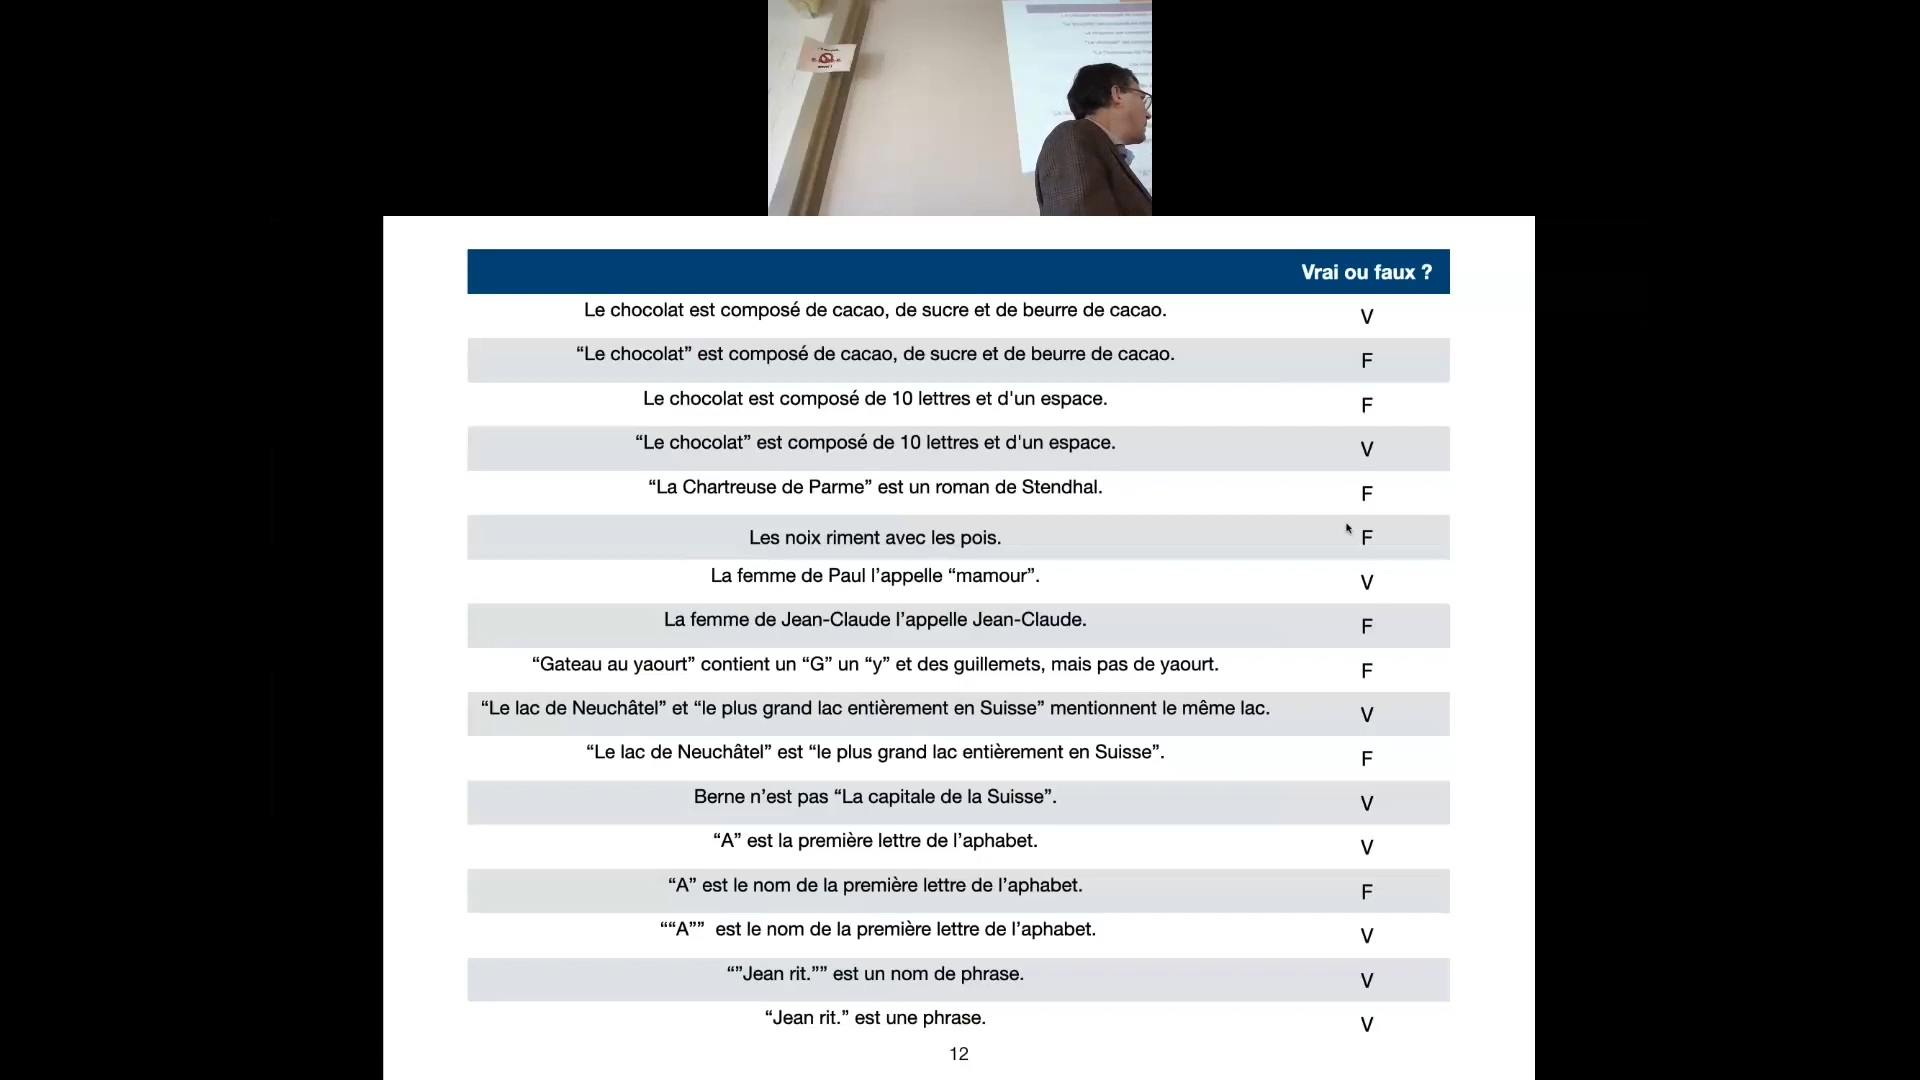 Vrai ou faux ?
Le chocolat est composé de cacao, de sucre et de beurre de cacao. V
“Le chocolat” est composé de cacao, de sucre et de beurre de cacao. F
Le chocolat est composé de 10 lettres et d'un espace. F
“Le chocolat” est composé de 10 lettres et d'un espace. V
“La Chartreuse de Parme” est un roman de Stendhal. F
Les noix riment avec les pois. F
La femme de Paul l’appelle “mamour”. V
La femme de Jean-Claude l’appelle Jean-Claude. F
“Gateau au yaourt” contient un “G” un “y” et des guillemets, mais pas de yaourt. F
“Le lac de Neuchâtel” et “le plus grand lac entièrement en Suisse” mentionnent le même lac. V
“Le lac de Neuchâtel” est “le plus grand lac entièrement en Suisse”. F
Berne n’est pas “La capitale de la Suisse”. V
“A” est la première lettre de l’aphabet. V
“A” est le nom de la première lettre de l’aphabet. F
““A”” est le nom de la première lettre de l’aphabet. V
“”Jean rit.”” est un nom de phrase. V
“Jean rit.” est une phrase. V
12